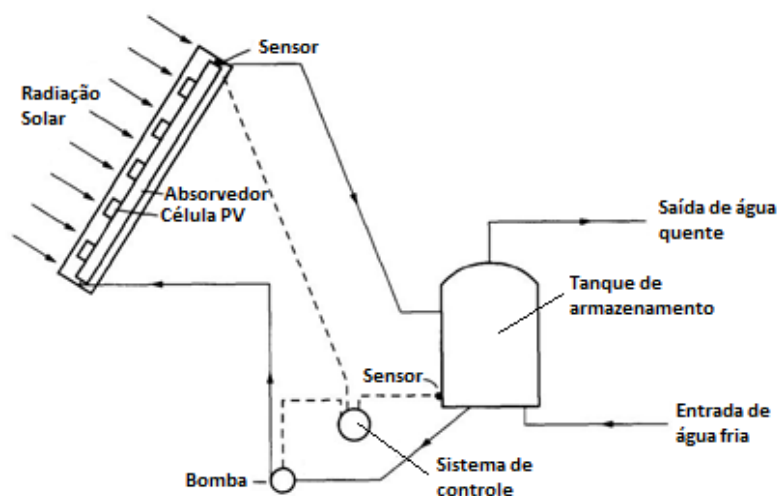 Sensor
Radiação
Solar
Absorvedor
Célula PV
Saída de água
quente
Tanque de
armazenamento
Sensor
Entrada de
água fria
Bomba
Sistema de
controle